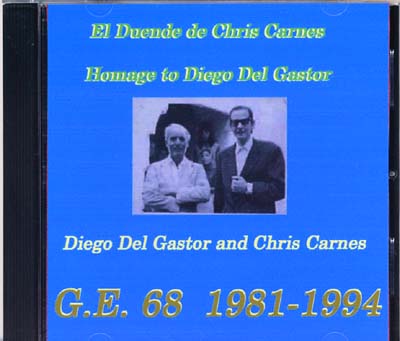 El Duende de Chris Carnes
Homage to Diego Del Gastor
Diego Del Gastor and Chris Carnes
G.E. 68 1981-1994